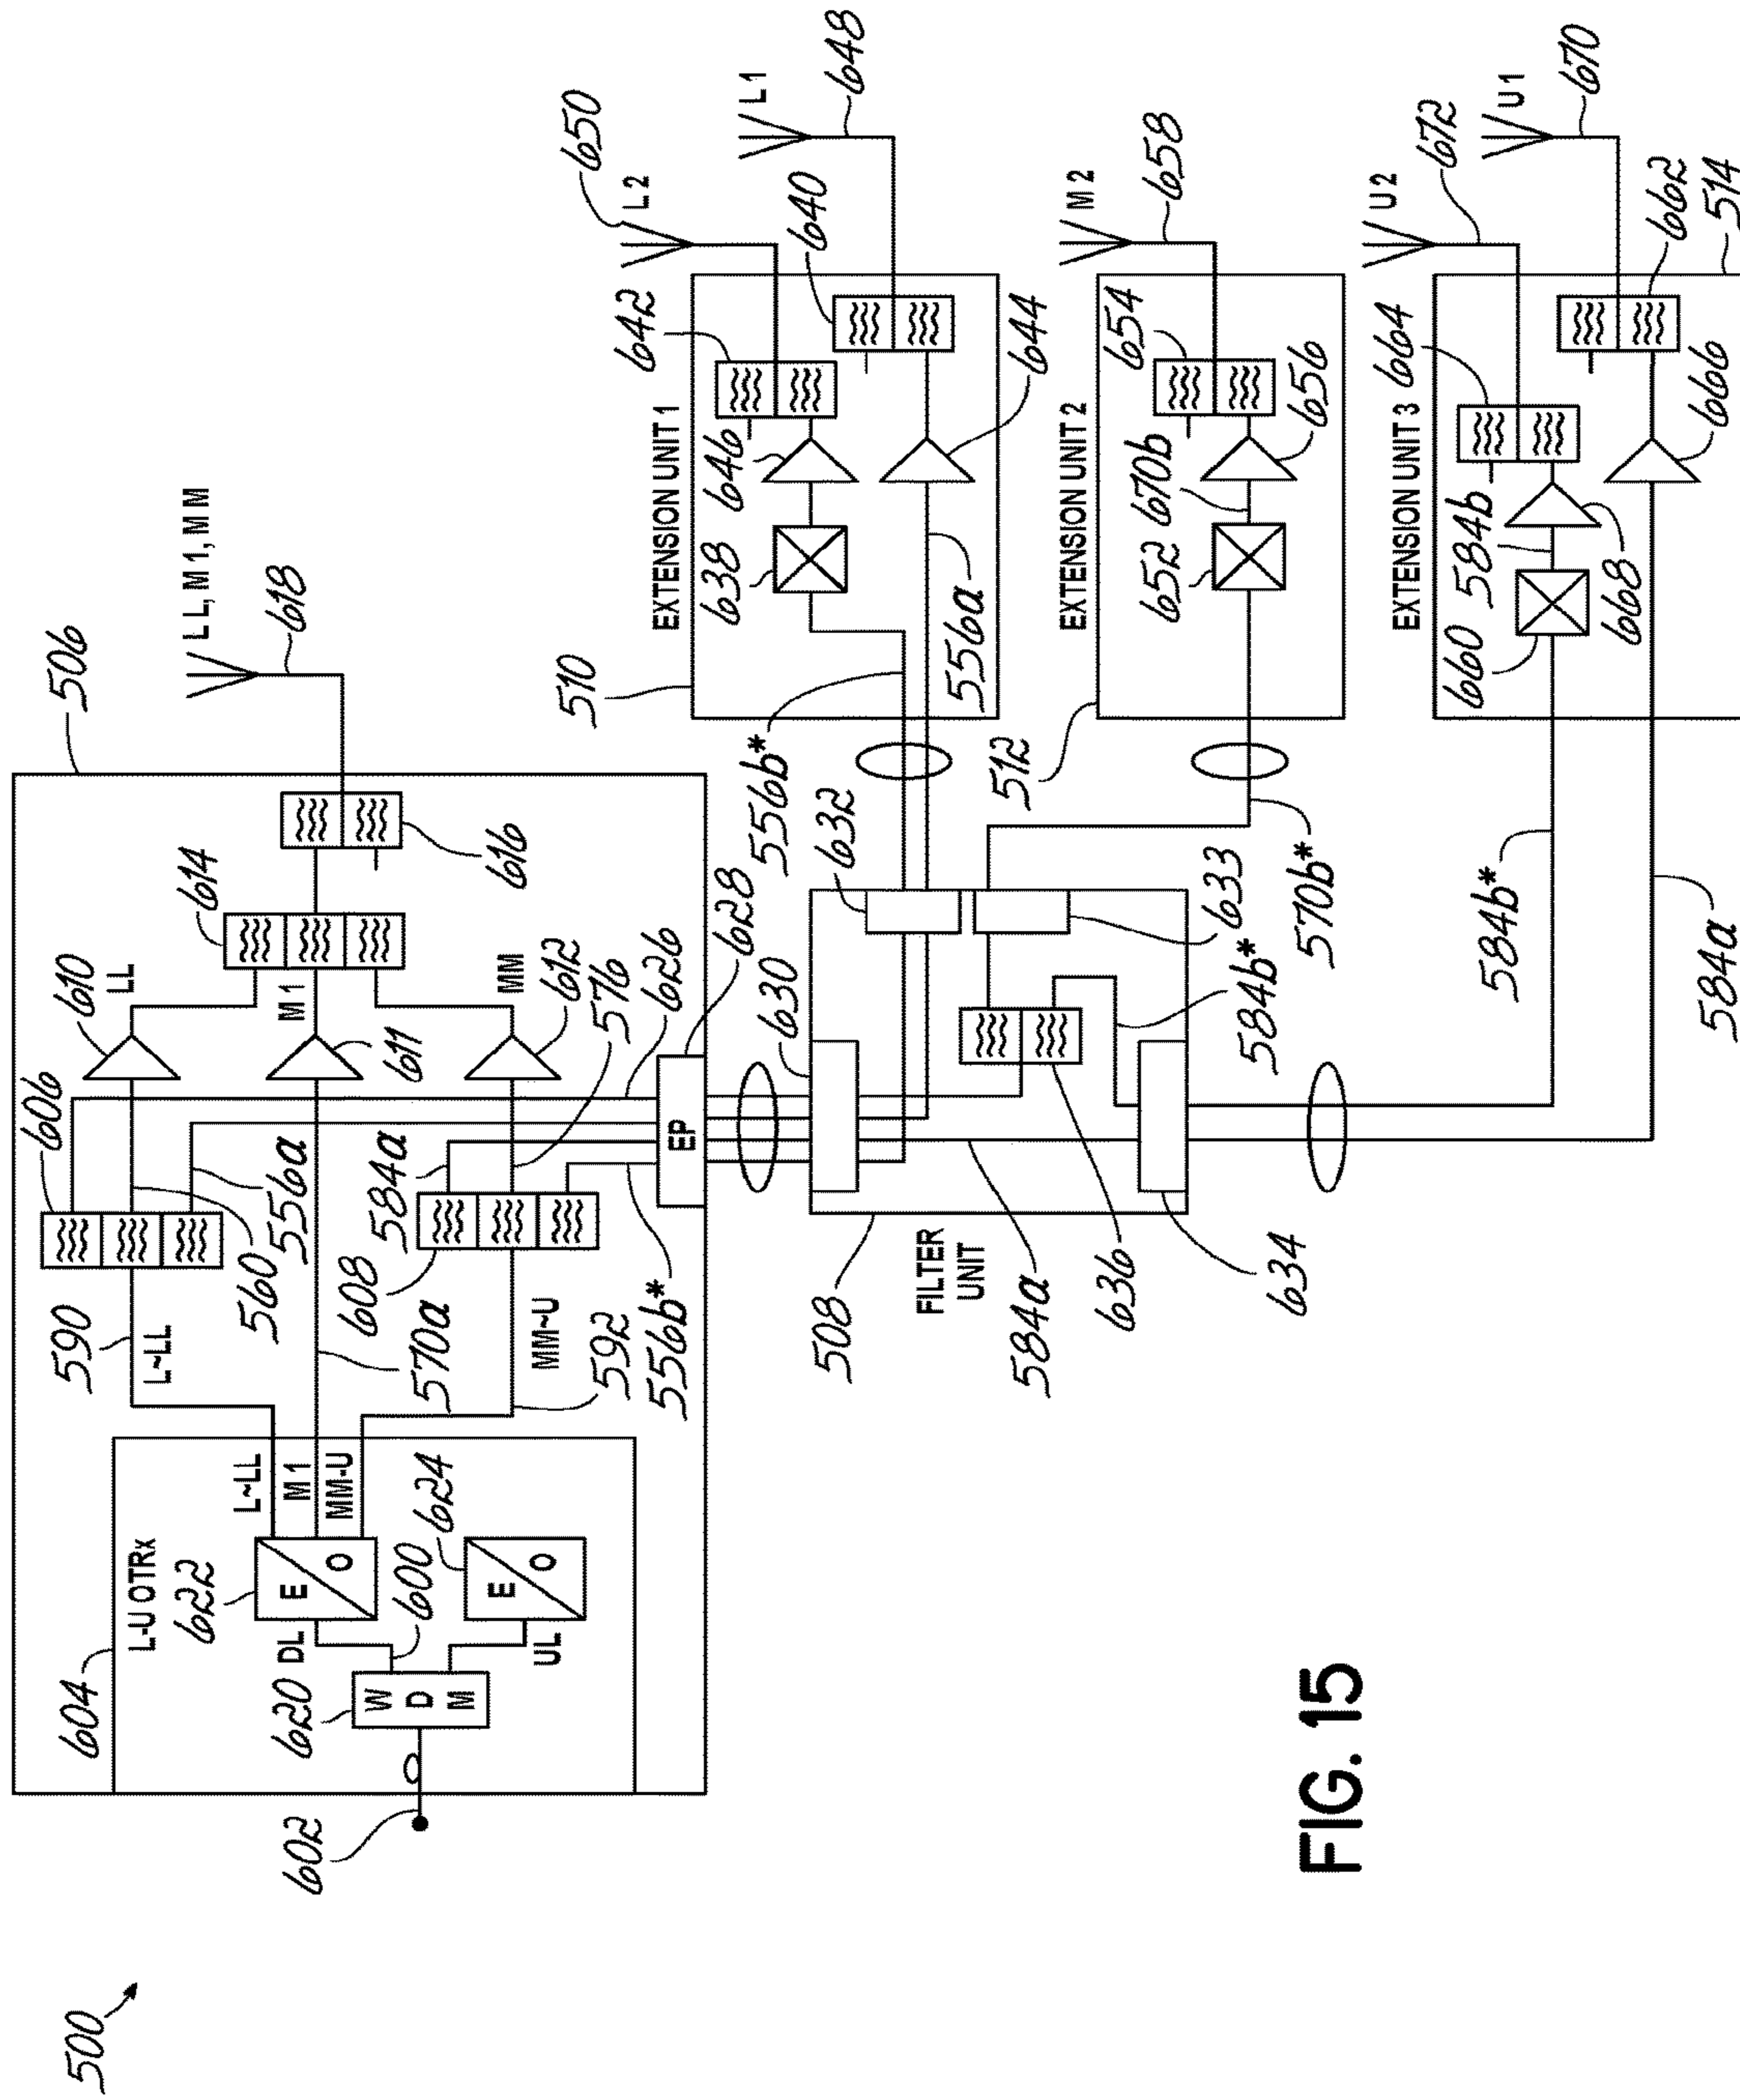 500
506
604
L-U OTRx
622
DL
E
O
L~LL
M1
MM-U
624
E
O
600
620
W
D
M
UL
602
590
L~LL
606
560
556a
570a
608
584a
MM~U
592
556b*
576
610
LL
M1
611
MM
612
614
616
626
628
EP
LL, M1, MM
618
508
FILTER
UNIT
630
632
633
634
636
584a
584b*
556b*
570b*
584b*
584a
510
EXTENSION UNIT 1
638
646
642
640
644
556a
650
L2
L1
648
512
EXTENSION UNIT 2
652
670b
654
656
M2
658
EXTENSION UNIT 3
660
584b
664
668
666
662
514
U2
672
U1
670
FIG. 15